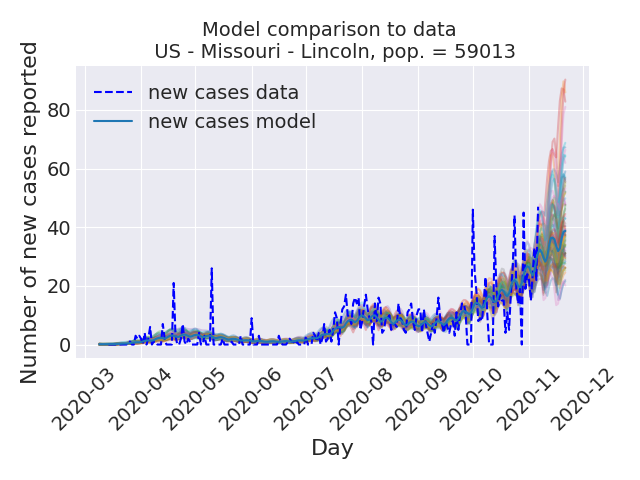 Model comparison to data
US - Missouri - Lincoln, pop. = 59013
Number of new cases reported
80
60
40
20
0
new cases data
new cases model
2020-03
2020-04
2020-05
2020-06
2020-07
2020-08
2020-09
2020-10
2020-11
2020-12
Day